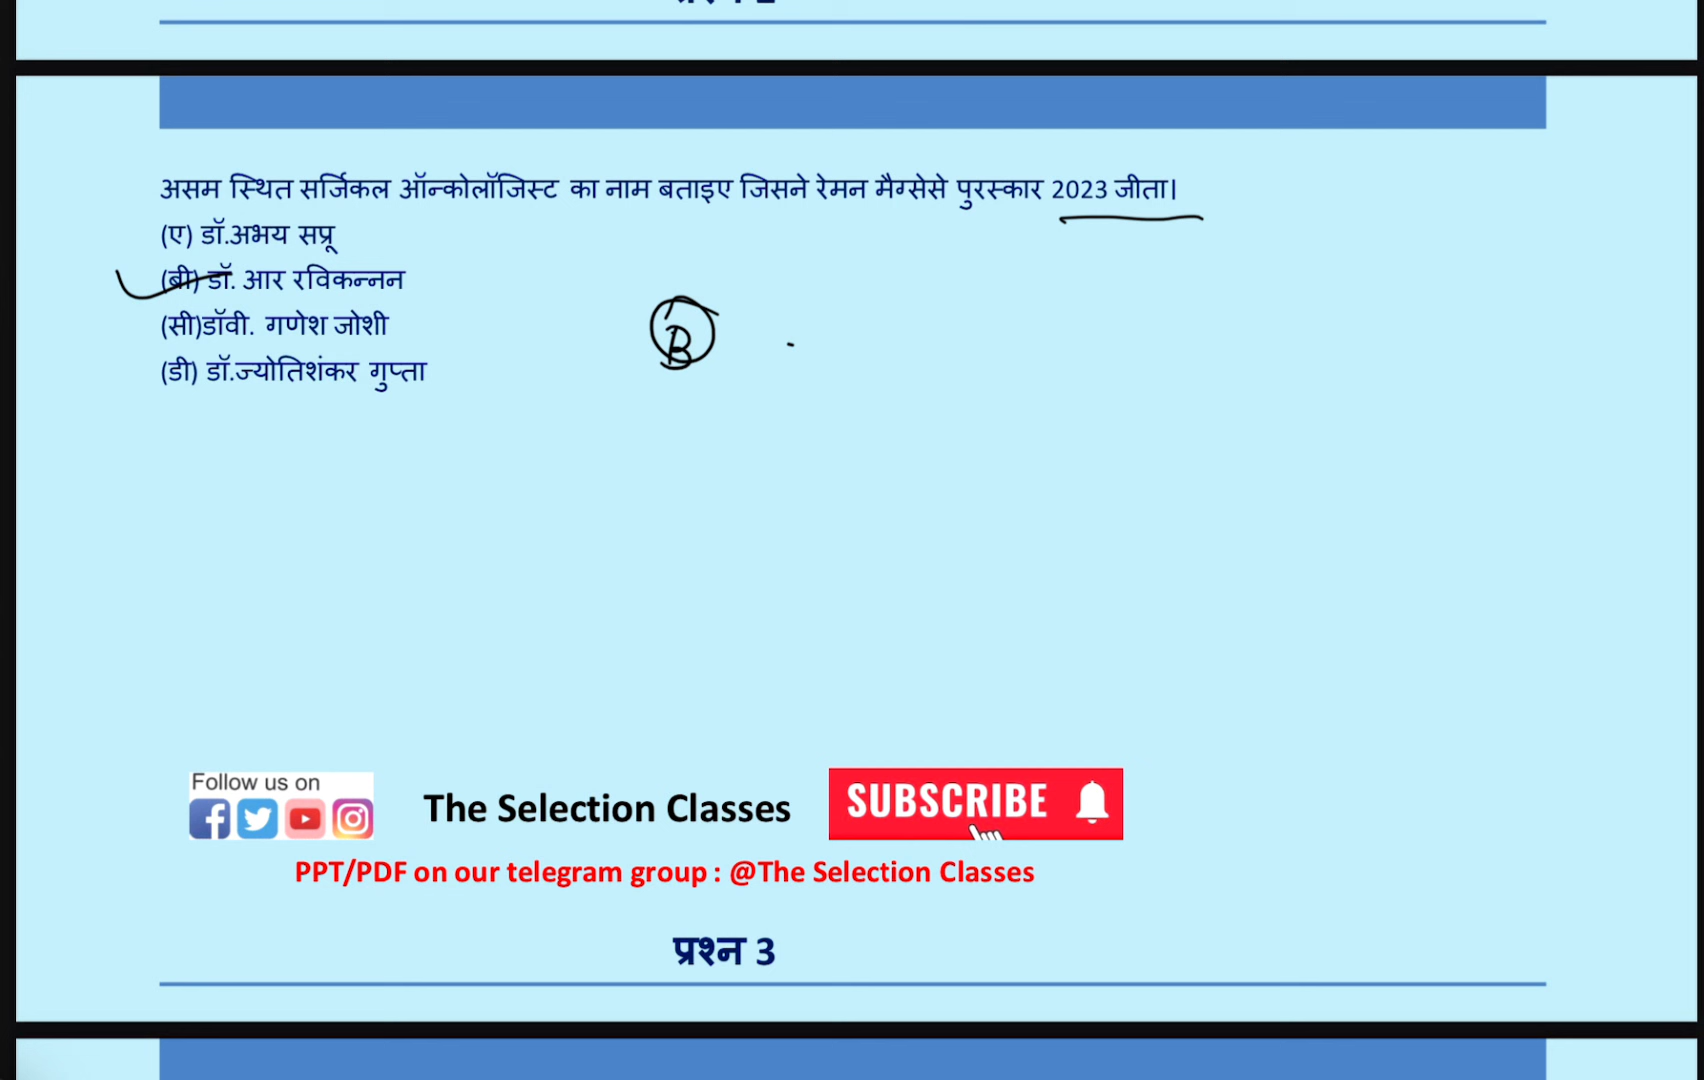 असम स्थित सर्जिकल ऑन्कोलॉजिस्ट का नाम बताइए जिसने रेमन मैग्सेसे पुरस्कार 2023 जीता।
(ए) डॉ.अभय सप्रू
(बी) डॉ. आर रविकन्नन
(सी)डॉवी. गणेश जोशी
B
(डी) डॉ.ज्योतिशंकर गुप्ता
Follow us on
The Selection Classes
SUBSCRIBE
PPT/PDF on our telegram group : @The Selection Classes
प्रश्न 3